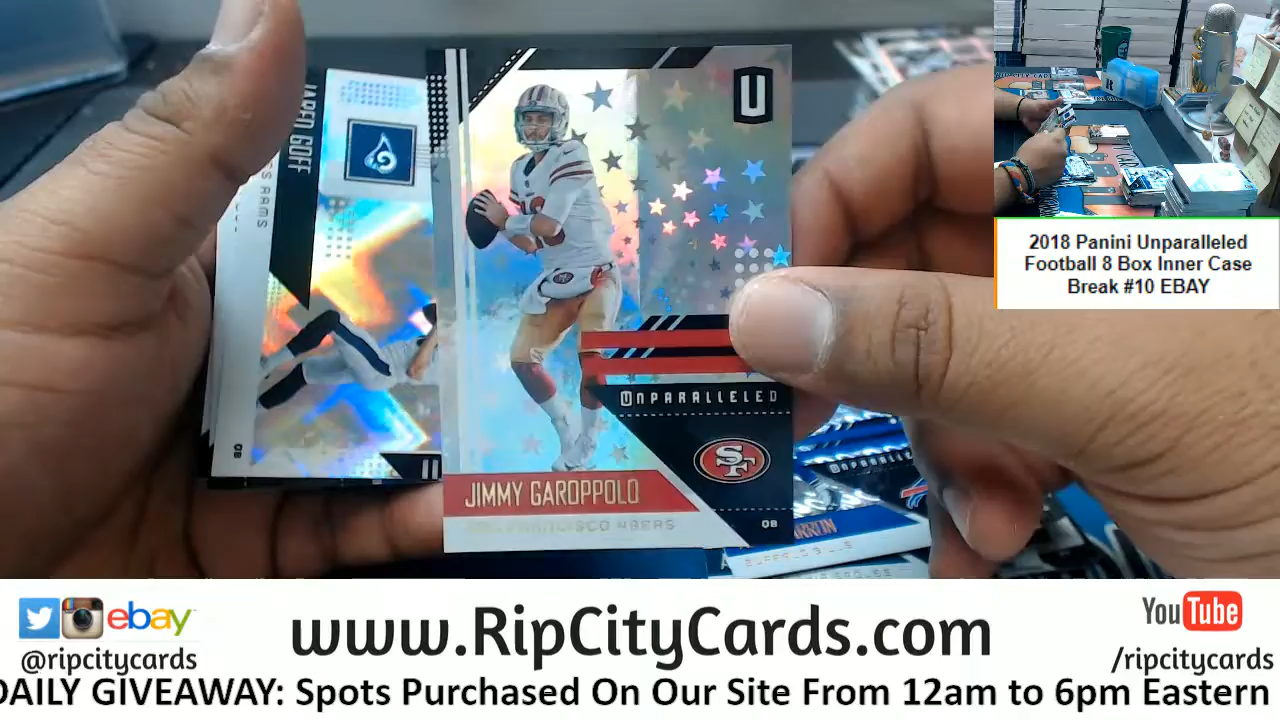 JARED GOFF
RAMS
QB
U
UNPARALLELED
SF
JIMMY GAROPPOLO
SAN FRANCISCO 49ERS
QB
BUFFALO BILLS
2018 Panini Unparalleled
Football 8 Box Inner Case
Break #10 EBAY
ebay
@ripcitycards
www.RipCityCards.com
YouTube
/ripcitycards
DAILY GIVEAWAY: Spots Purchased On Our Site From 12am to 6pm Eastern